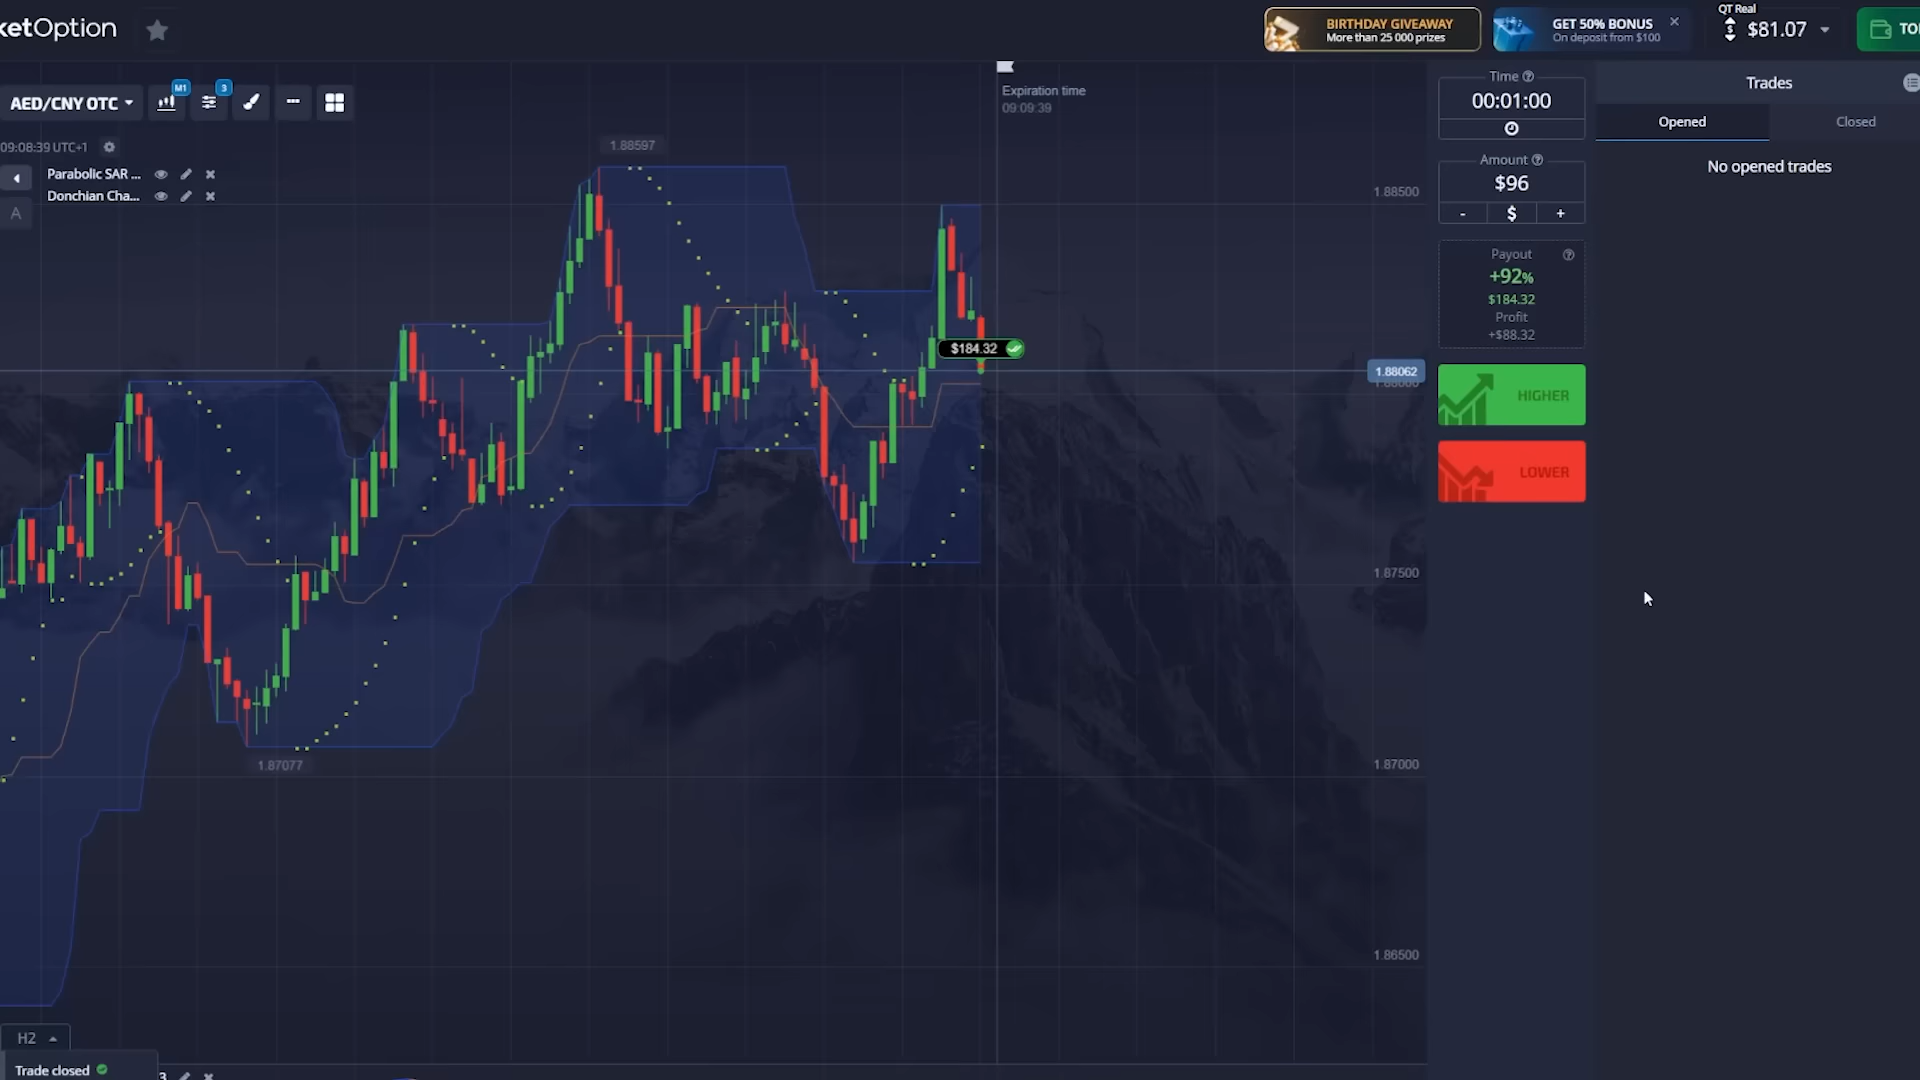 ketOption
BIRTHDAY GIVEAWAY
More than 25 000 prizes
GET 50% BONUS
On deposit from $100
QT Real
$81.07
TO
AED/CNY OTC
M1
3
09:08:39 UTC+1
Parabolic SAR ...
Donchian Cha...
A
Expiration time
09:09:39
1.88597
1.88500
$184.32
1.88062
1.88000
1.87500
1.87077
1.87000
1.86500
Time
00:01:00
Amount
$96
- $ +
Payout
+92%
$184.32
Profit
+$88.32
HIGHER
LOWER
Trades
Opened
Closed
No opened trades
H2
Trade closed
3